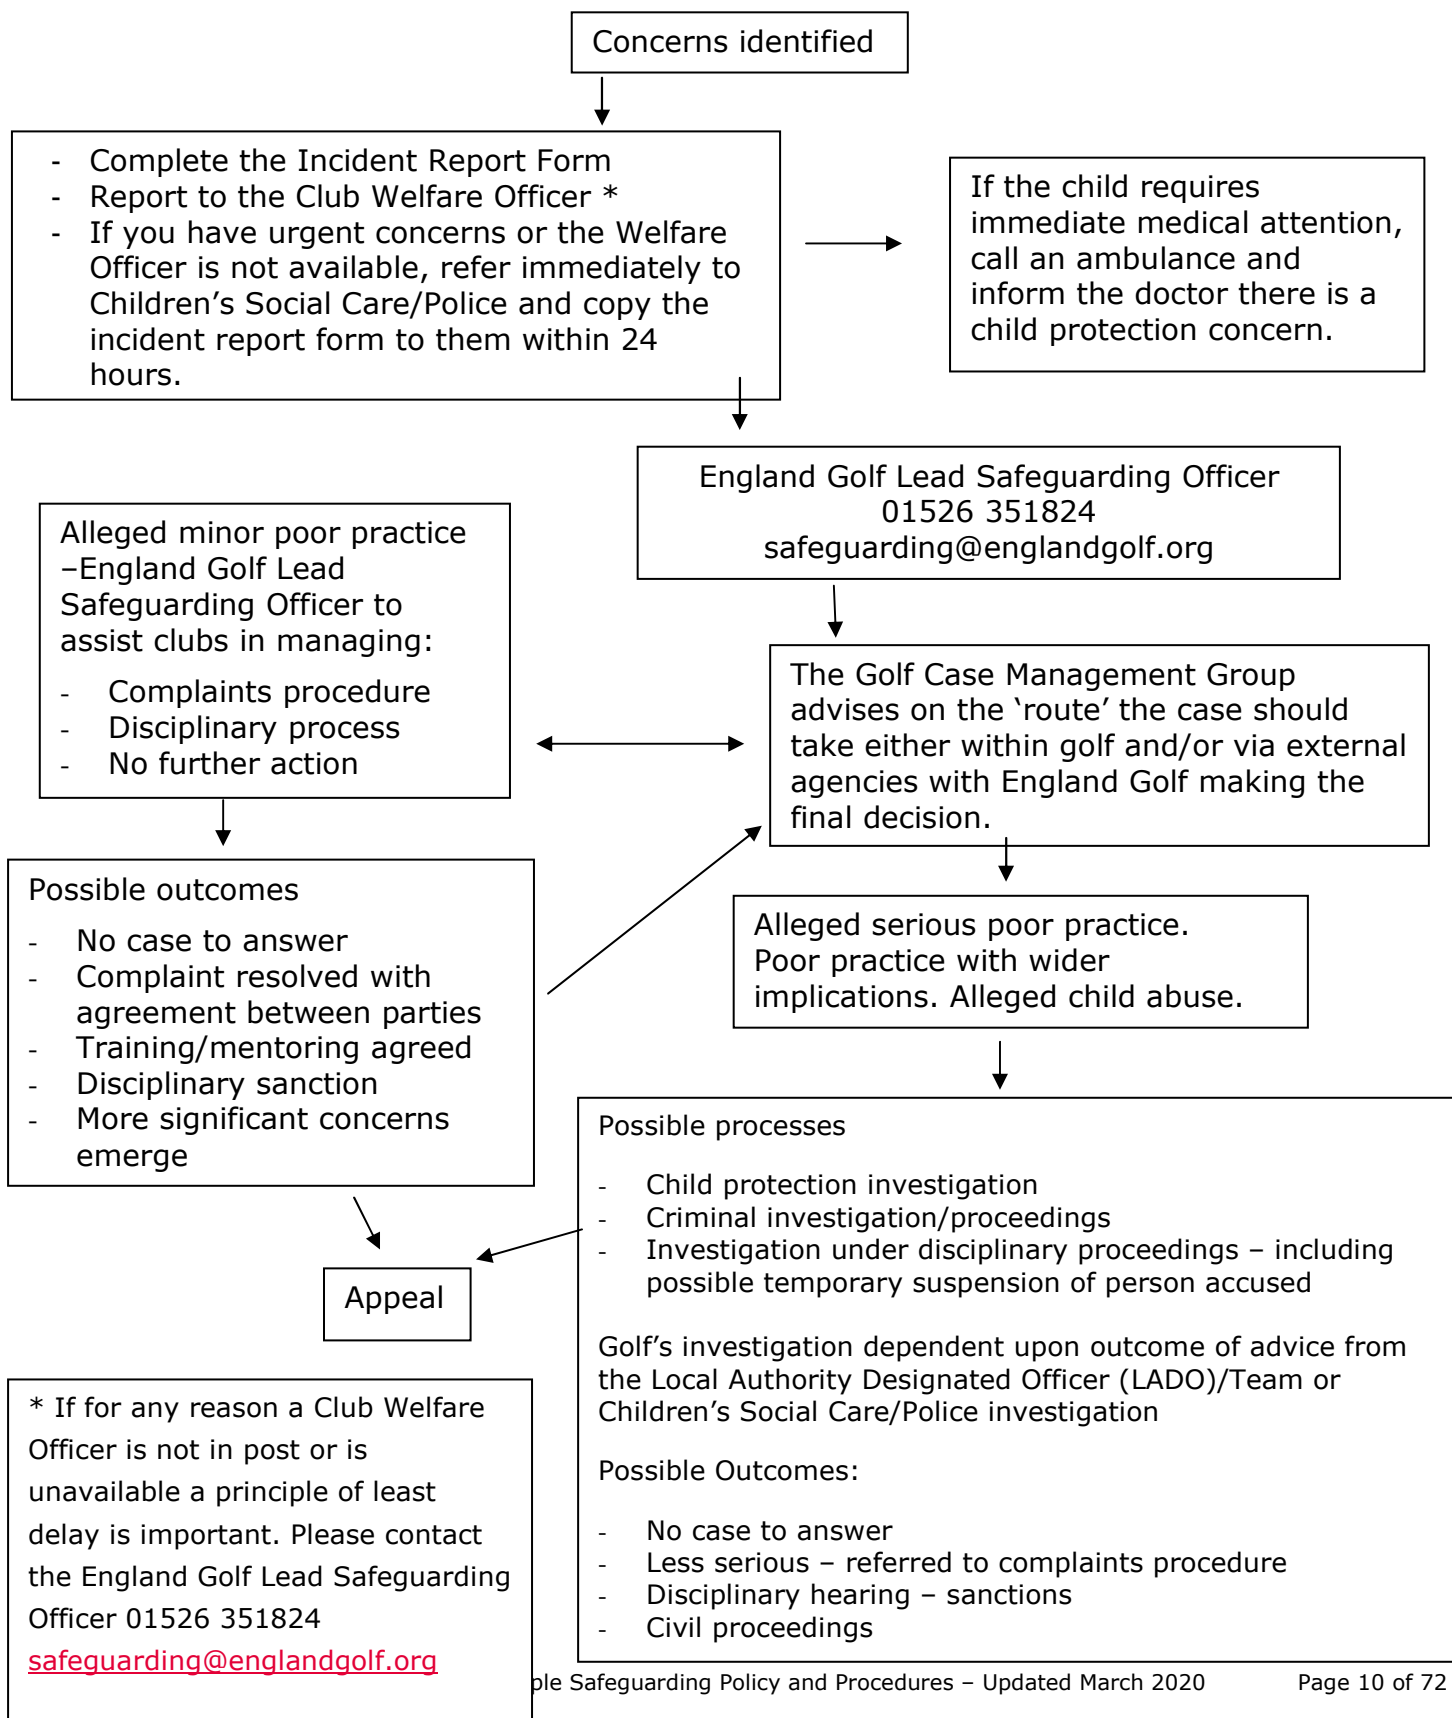 Concerns identified
- Complete the Incident Report Form
- Report to the Club Welfare Officer *
- If you have urgent concerns or the Welfare
Officer is not available, refer immediately to
Children’s Social Care/Police and copy the
incident report form to them within 24
hours.
If the child requires
immediate medical attention,
call an ambulance and
inform the doctor there is a
child protection concern.
England Golf Lead Safeguarding Officer
01526 351824
safeguarding@englandgolf.org
Alleged minor poor practice
–England Golf Lead
Safeguarding Officer to
assist clubs in managing:
- Complaints procedure
- Disciplinary process
- No further action
The Golf Case Management Group
advises on the ‘route’ the case should
take either within golf and/or via external
agencies with England Golf making the
final decision.
Possible outcomes
- No case to answer
- Complaint resolved with
agreement between parties
- Training/mentoring agreed
- Disciplinary sanction
- More significant concerns
emerge
Alleged serious poor practice.
Poor practice with wider
implications. Alleged child abuse.
Possible processes
- Child protection investigation
- Criminal investigation/proceedings
- Investigation under disciplinary proceedings – including
possible temporary suspension of person accused
Golf’s investigation dependent upon outcome of advice from
the Local Authority Designated Officer (LADO)/Team or
Children’s Social Care/Police investigation
Possible Outcomes:
- No case to answer
- Less serious – referred to complaints procedure
- Disciplinary hearing – sanctions
- Civil proceedings
Appeal
* If for any reason a Club Welfare
Officer is not in post or is
unavailable a principle of least
delay is important. Please contact
the England Golf Lead Safeguarding
Officer 01526 351824
safeguarding@englandgolf.org
ple Safeguarding Policy and Procedures – Updated March 2020 Page 10 of 72